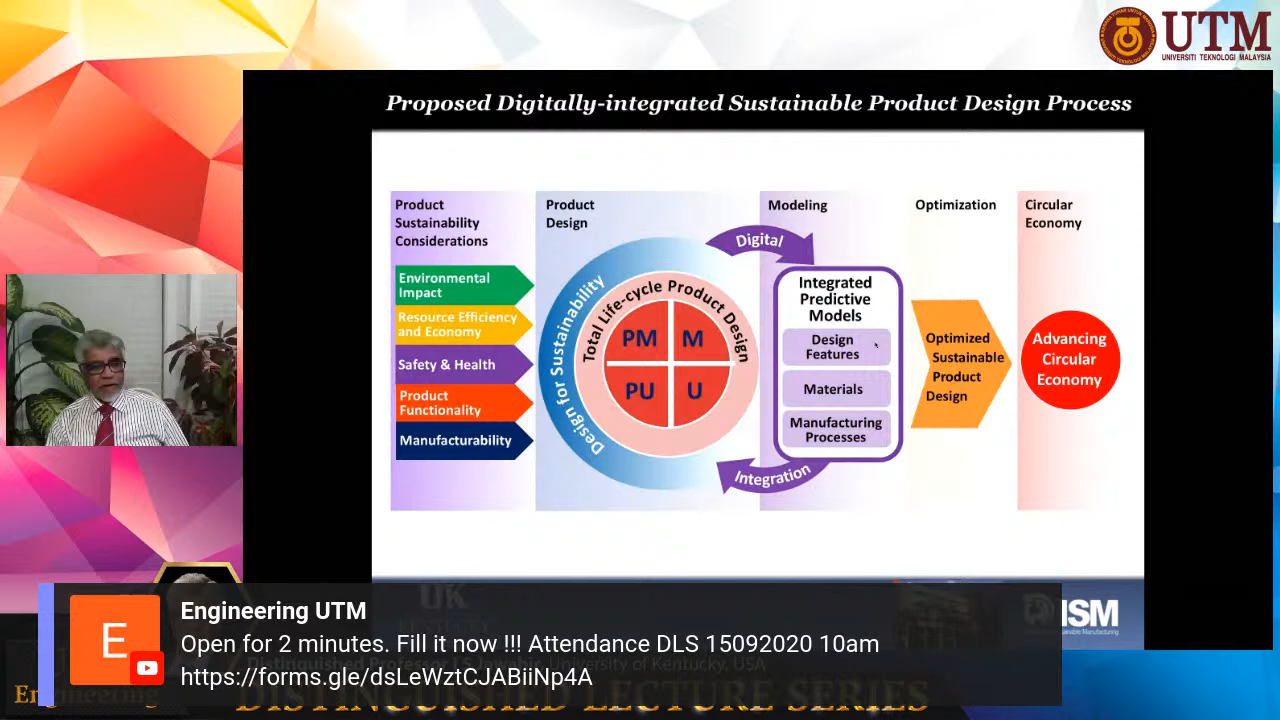 UTM
UNIVERSITI TEKNOLOGI MALAYSIA
Proposed Digitally-integrated Sustainable Product Design Process
Product
Sustainability
Considerations
Environmental
Impact
Resource Efficiency
and Economy
Safety & Health
Product
Functionality
Manufacturability
Product
Design
Design for Sustainability
Total Life-cycle Product Design
PM
M
PU
U
Digital
Integration
Modeling
Integrated
Predictive
Models
Design
Features
Materials
Manufacturing
Processes
Optimization
Optimized
Sustainable
Product
Design
Circular
Economy
Advancing
Circular
Economy
UK
ISM
E
Engineering UTM
Open for 2 minutes. Fill it now !!! Attendance DLS 15092020 10am
https://forms.gle/dsLeWztCJABiiNp4A
Distinguished Professor I S Jawahir, University of Kentucky, USA
Engineering
DISTINGUISHED LECTURE SERIES